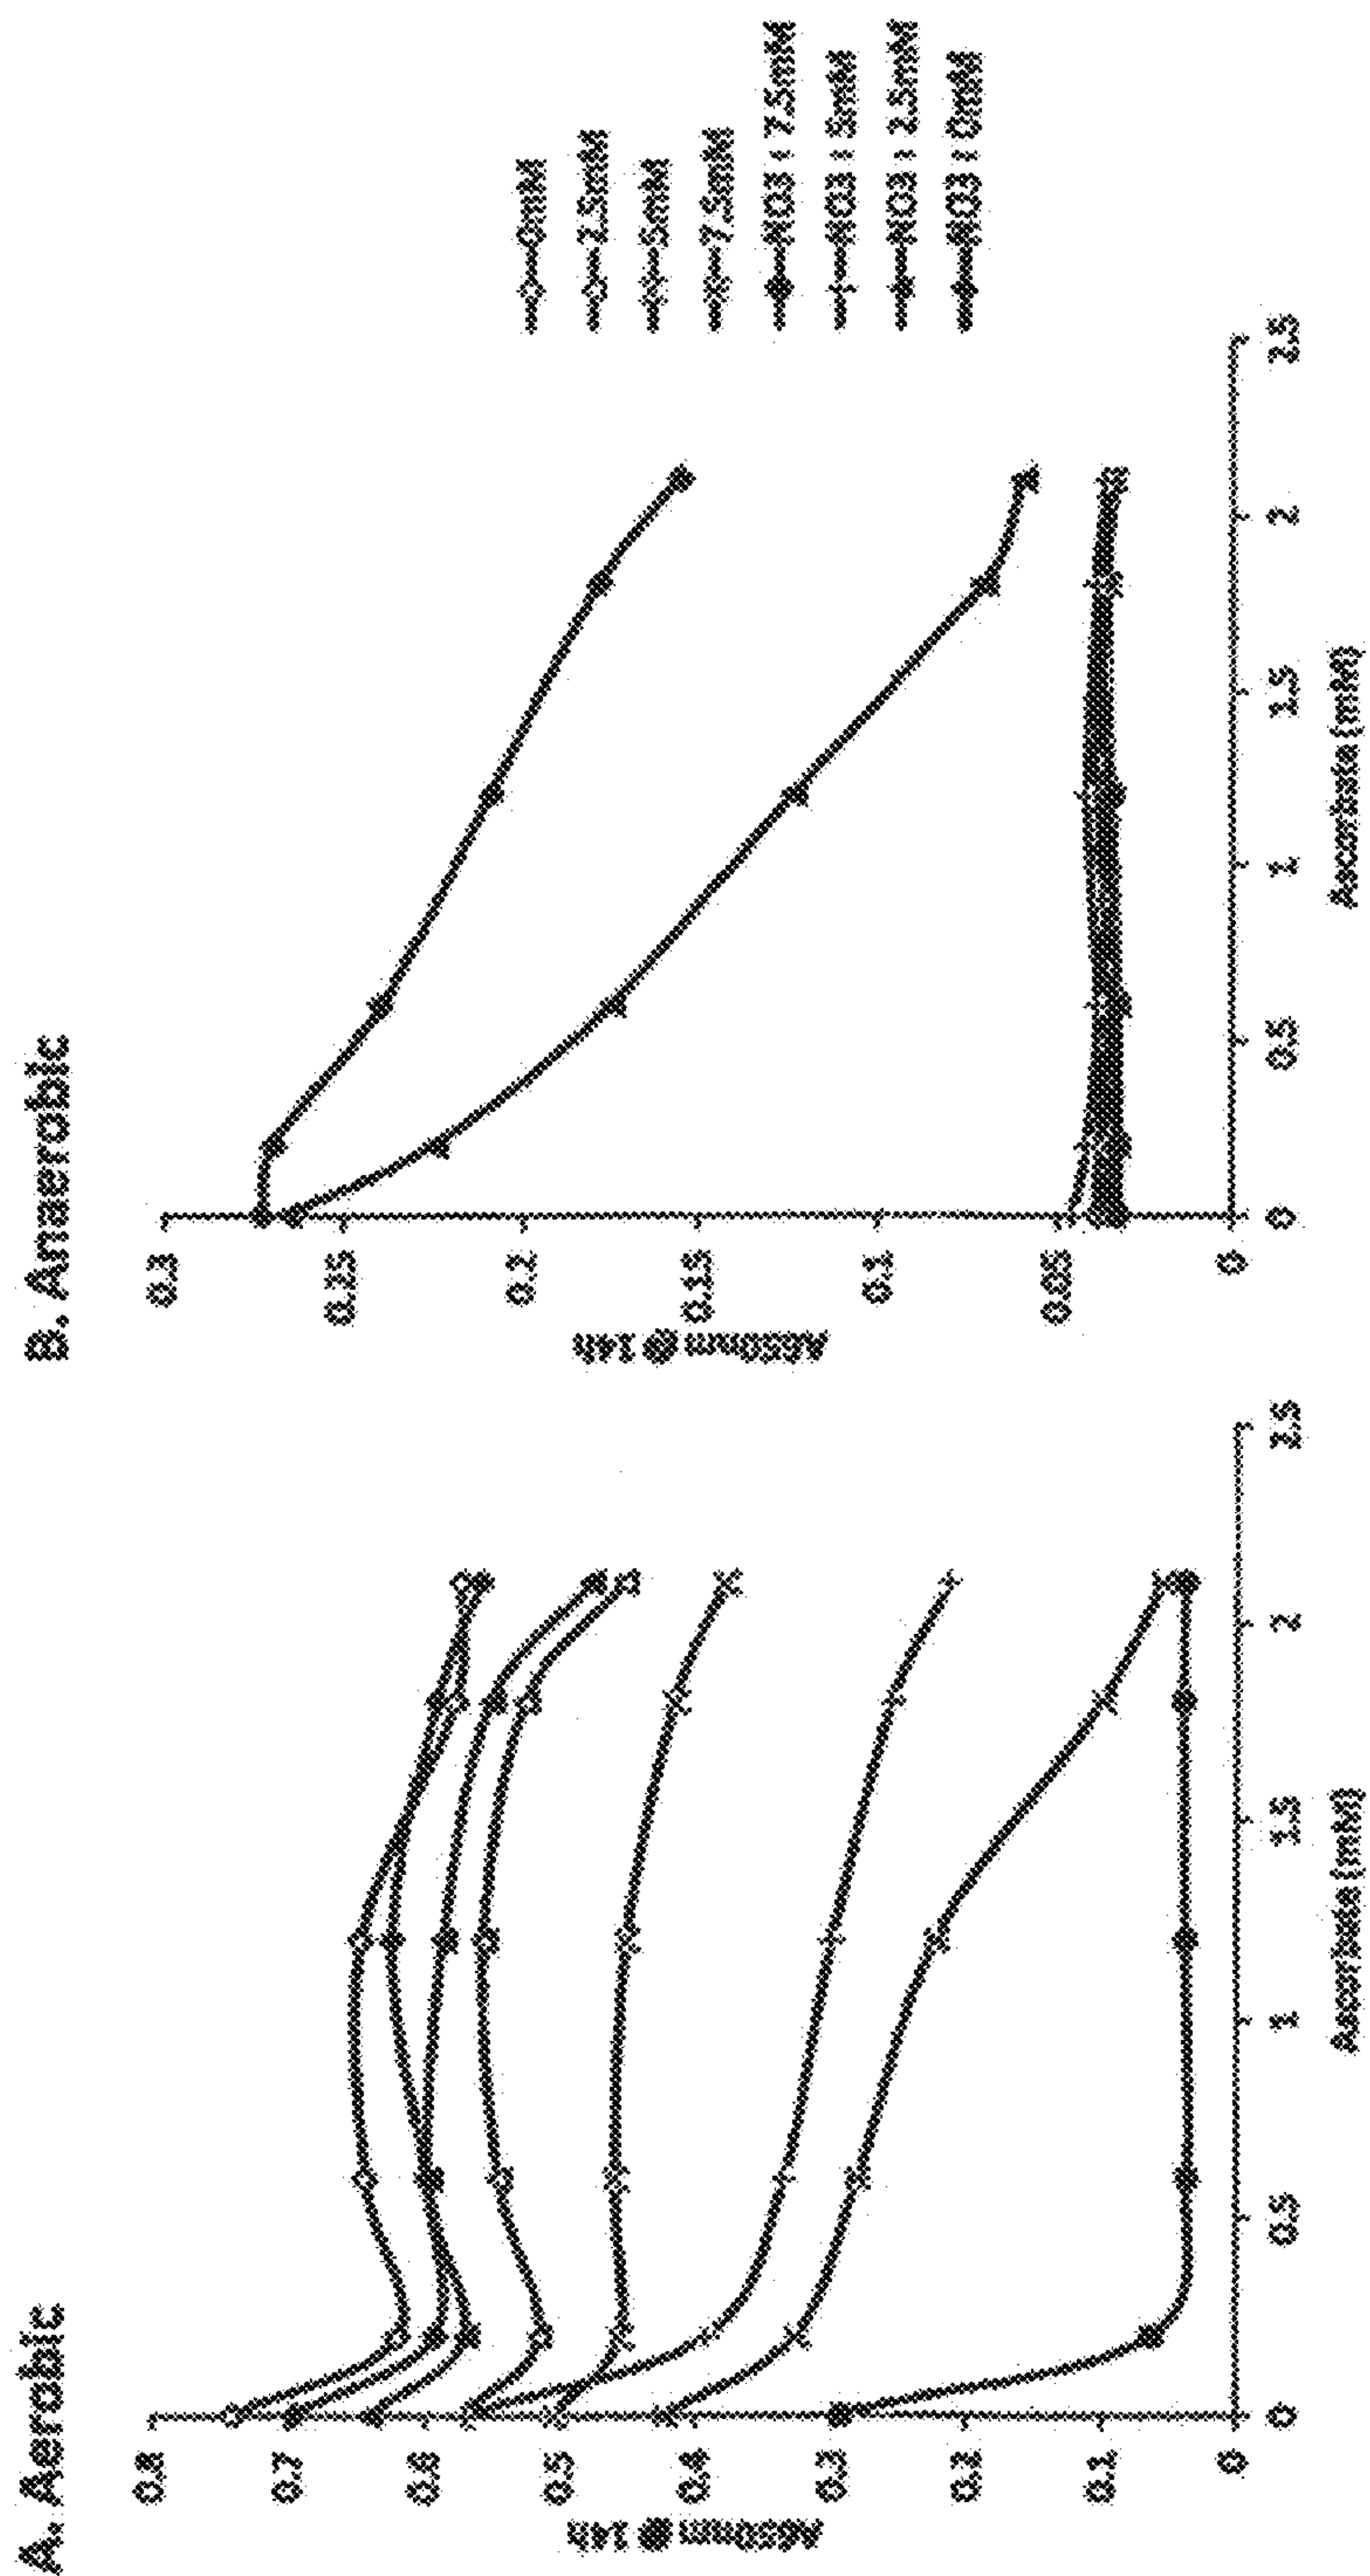 A. Aerobic
0.8
0.7
0.6
0.5
0.4
0.3
0.2
0.1
0
A650nm @ 14h
0
0.5
1
1.5
2
2.5
Ascorbate (mM)
B. Anaerobic
0.3
0.25
0.2
0.15
0.1
0.05
0
A650nm @ 14h
0
0.5
1
1.5
2
2.5
Ascorbate (mM)
0mM
2.5mM
5mM
7.5mM
NO3 : 7.5mM
NO3 : 5mM
NO3 : 2.5mM
NO3 : 0mM